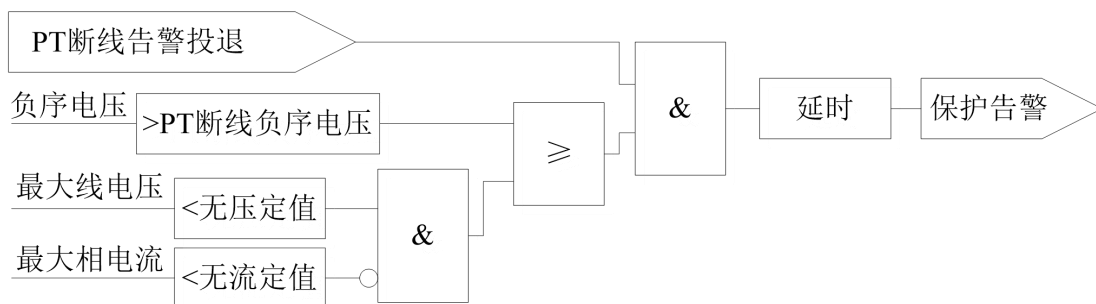 PT断线告警投退
负序电压
>PT断线负序电压
&
延时
保护告警
≥
最大线电压
<无压定值
&
最大相电流
<无流定值